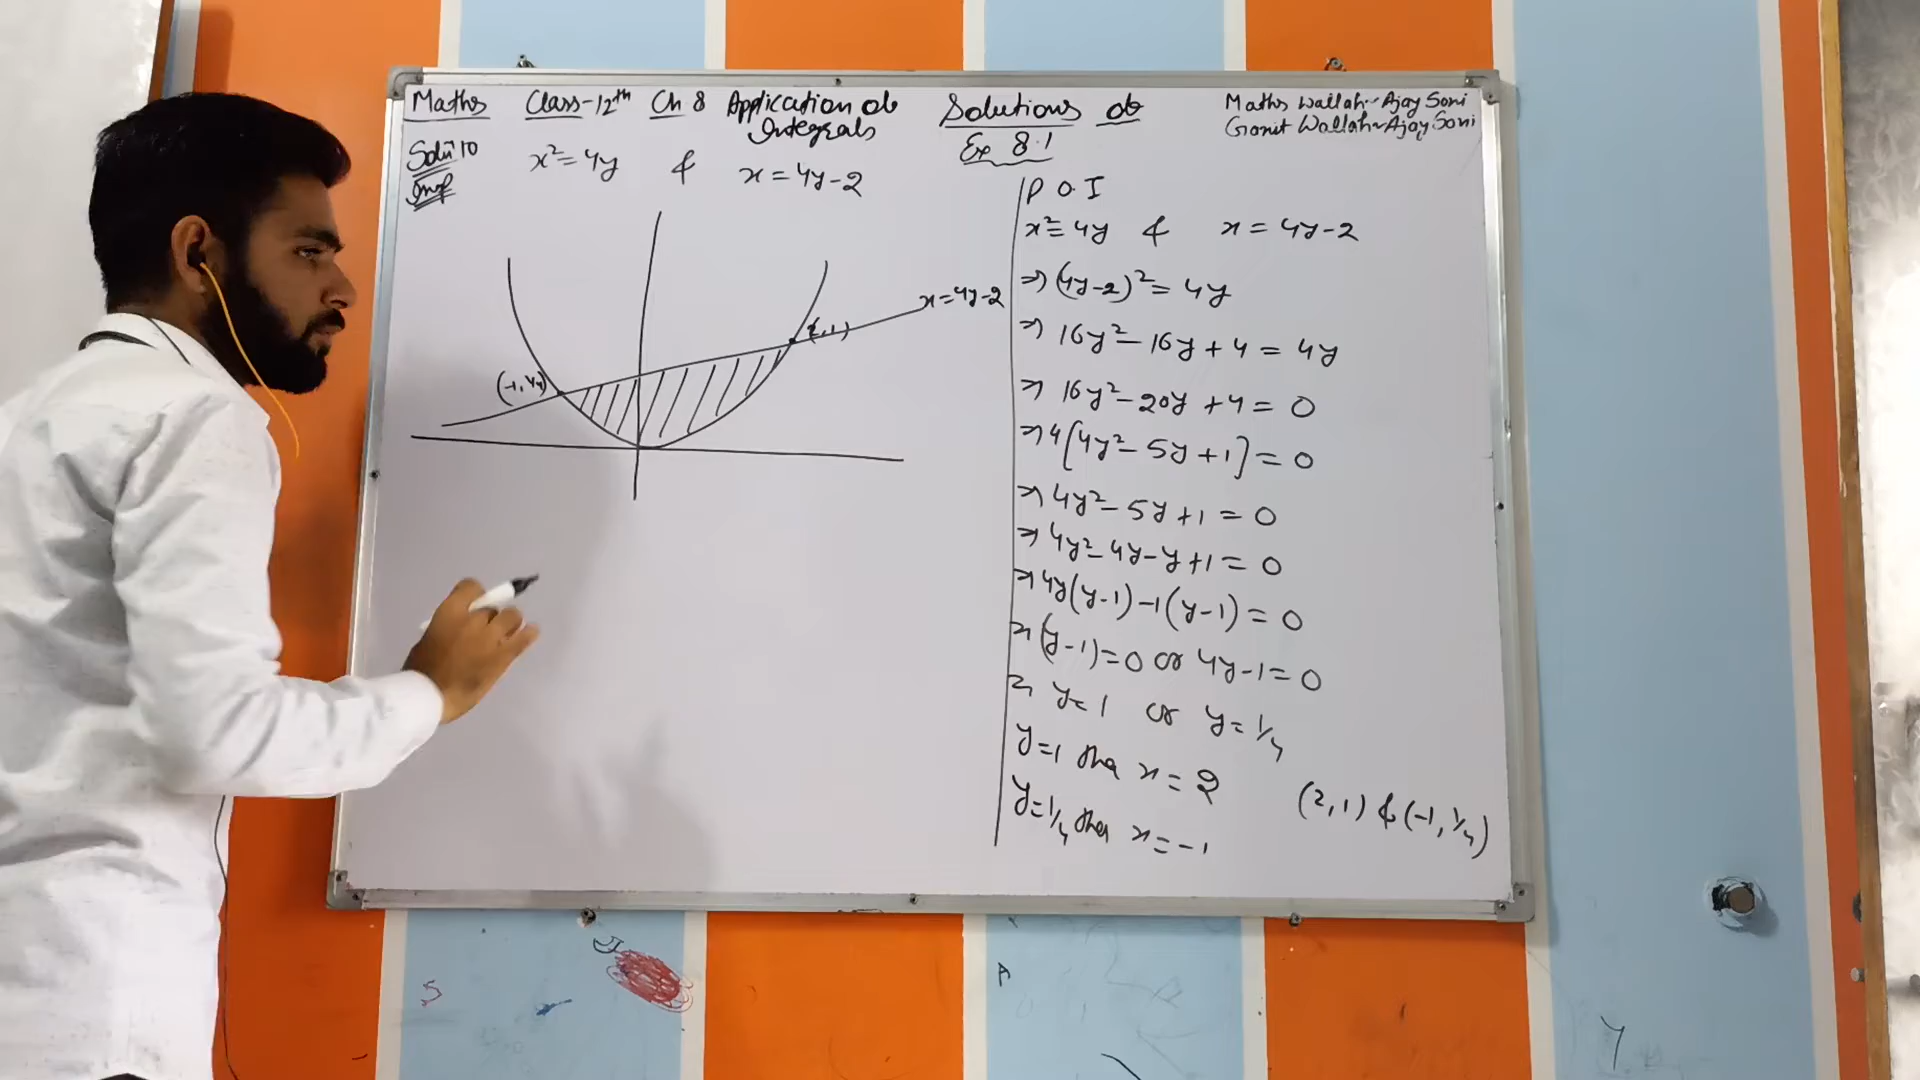 Maths Class-12th Ch 8 Application of Integrals Solutions of Ex 8.1
Maths Wallah-Ajay Soni
Ganit Wallah-Ajay Soni
Soln 10
Imp
x²=4y & x=4y-2
x=4y-2
(2,1)
(-1,1/4)
P O.I
x²=4y & x=4y-2
⇒ (4y-2)²=4y
⇒ 16y²-16y+4=4y
⇒ 16y²-20y+4=0
⇒ 4[4y²-5y+1]=0
⇒ 4y²-5y+1=0
⇒ 4y²-4y-y+1=0
⇒ 4y(y-1)-1(y-1)=0
⇒ (y-1)=0 or 4y-1=0
⇒ y=1 or y=1/4
y=1 then x=2
y=1/4 then x=-1
(2,1) & (-1,1/4)